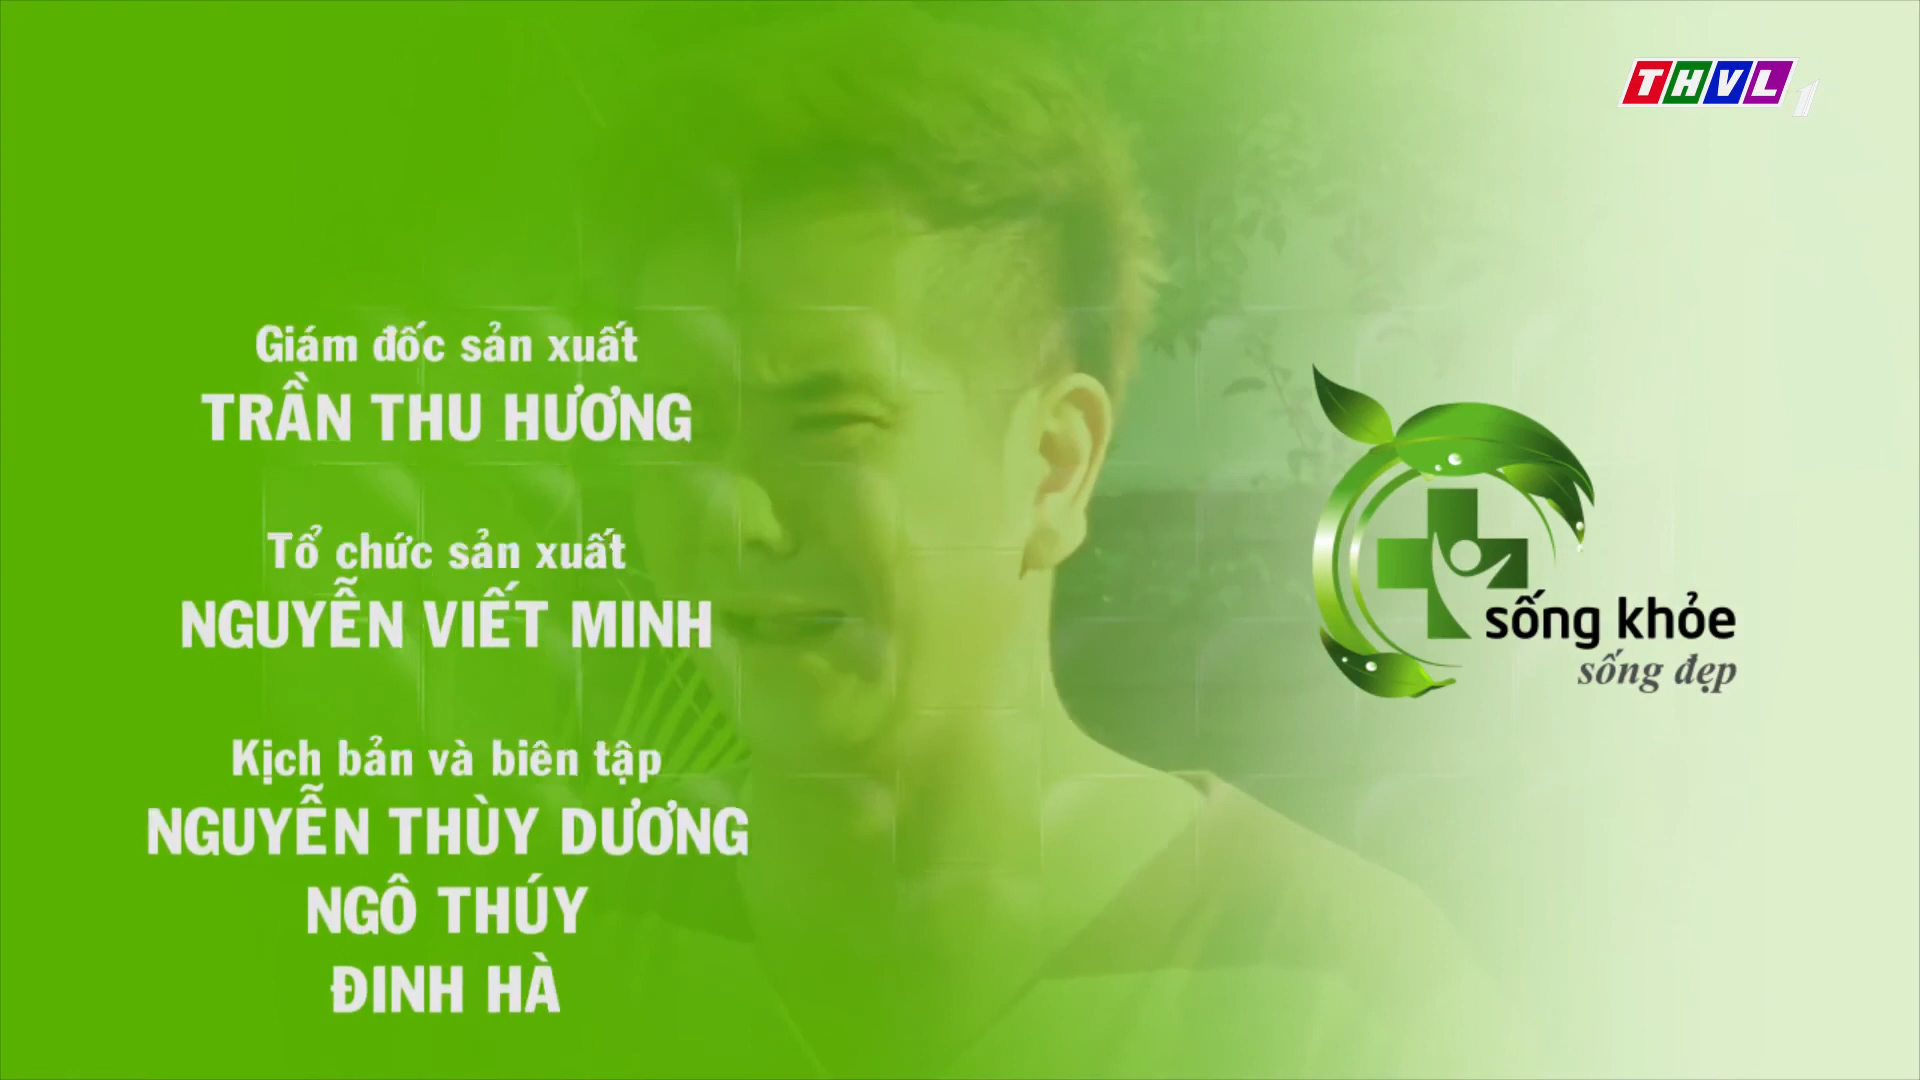 THVL1
Giám đốc sản xuất
TRẦN THU HƯƠNG
Tổ chức sản xuất
NGUYỄN VIẾT MINH
Kịch bản và biên tập
NGUYỄN THÙY DƯƠNG
NGÔ THÚY
ĐINH HÀ
sống khỏe
sống đẹp